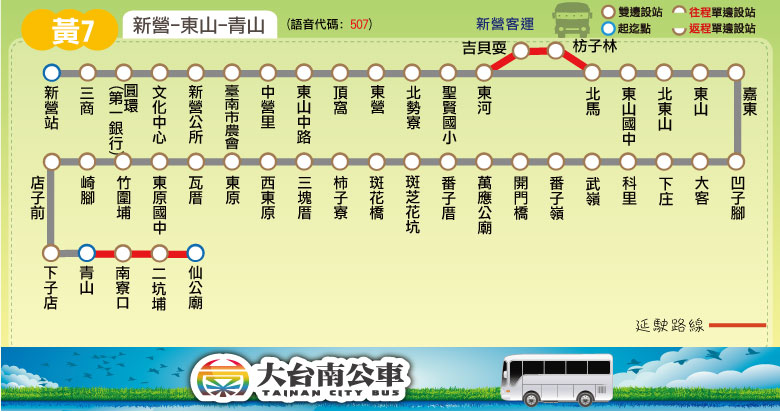 黃7
新營-東山-青山
(語音代碼: 507)
新營客運
雙邊設站
往程單邊設站
起迄點
返程單邊設站
吉貝耍
枋子林
新營站
三商
圓環(第一銀行)
文化中心
新營公所
臺南市農會
中營里
東山中路
頂窩
東營
北勢寮
聖賢國小
東河
北馬
東山國中
北東山
東山
嘉東
店子前
崎腳
竹圍埔
東原國中
瓦厝
東原
西東原
三塊厝
柿子寮
斑花橋
斑芝花坑
番子厝
萬應公廟
開門橋
番子嶺
武嶺
科里
下庄
大客
凹子腳
下子店
青山
南寮口
二坑埔
仙公廟
延駛路線
大台南公車
TAINAN CITY BUS